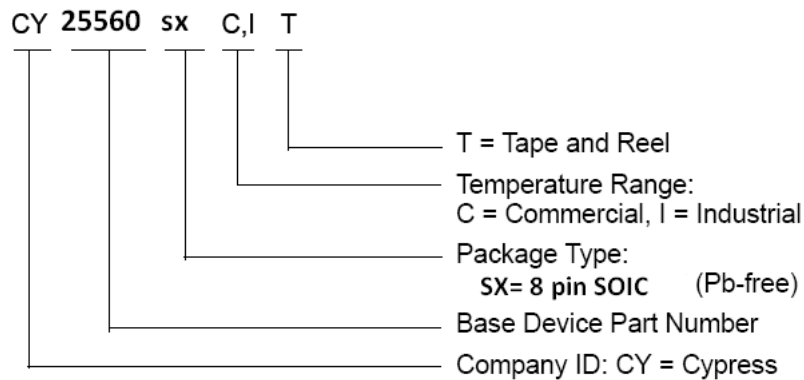 CY 25560 sx C,I T
T = Tape and Reel
Temperature Range:
C = Commercial, I = Industrial
Package Type:
SX= 8 pin SOIC (Pb-free)
Base Device Part Number
Company ID: CY = Cypress